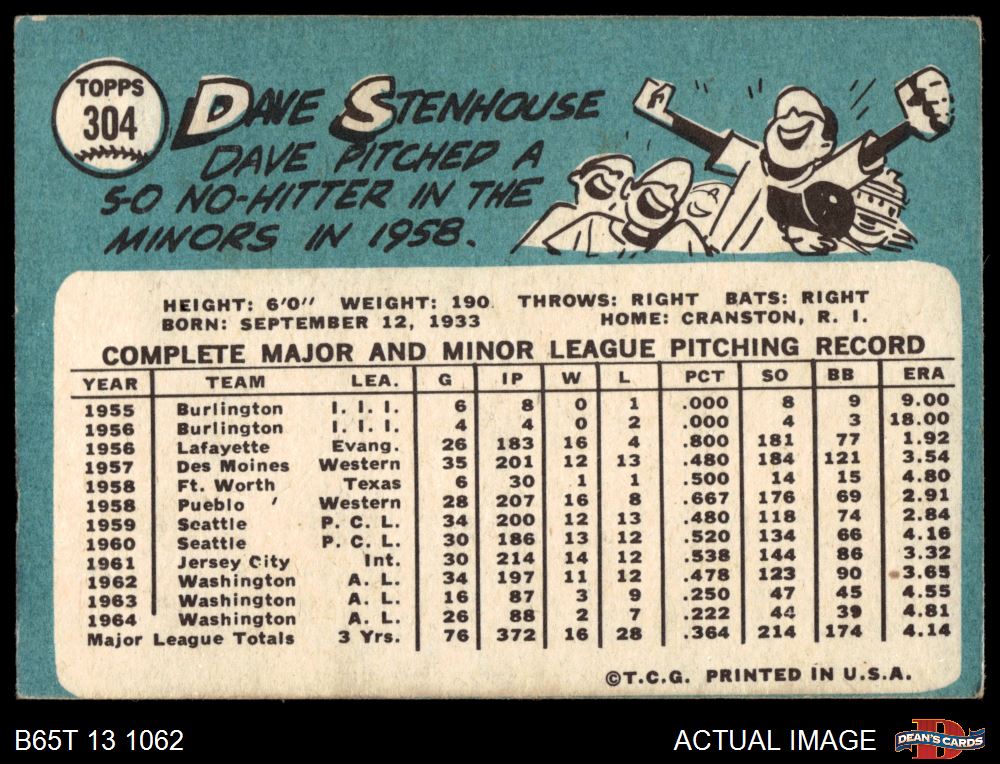 TOPPS
304
DAVE STENHOUSE
DAVE PITCHED A
5-0 NO-HITTER IN THE
MINORS IN 1958.
HEIGHT: 6'0" WEIGHT: 190 THROWS: RIGHT BATS: RIGHT
BORN: SEPTEMBER 12, 1933 HOME: CRANSTON, R. I.
COMPLETE MAJOR AND MINOR LEAGUE PITCHING RECORD
YEAR TEAM LEA. G IP W L PCT SO BB ERA
1955 Burlington I. I. I. 6 8 0 1 .000 8 9 9.00
1956 Burlington I. I. I. 4 4 0 2 .000 4 3 18.00
1956 Lafayette Evang. 26 183 16 4 .800 181 77 1.92
1957 Des Moines Western 35 201 12 13 .480 184 121 3.54
1958 Ft. Worth Texas 6 30 1 1 .500 14 15 4.80
1958 Pueblo Western 28 207 16 8 .667 176 69 2.91
1959 Seattle P. C. L. 34 200 12 13 .480 118 74 2.84
1960 Seattle P. C. L. 30 186 13 12 .520 134 66 4.16
1961 Jersey City Int. 30 214 14 12 .538 144 86 3.32
1962 Washington A. L. 34 197 11 12 .478 123 90 3.65
1963 Washington A. L. 16 87 3 9 .250 47 45 4.55
1964 Washington A. L. 26 88 2 7 .222 44 39 4.81
Major League Totals 3 Yrs. 76 372 16 28 .364 214 174 4.14
©T.C.G. PRINTED IN U.S.A.
B65T 13 1062 ACTUAL IMAGE DEAN'S CARDS